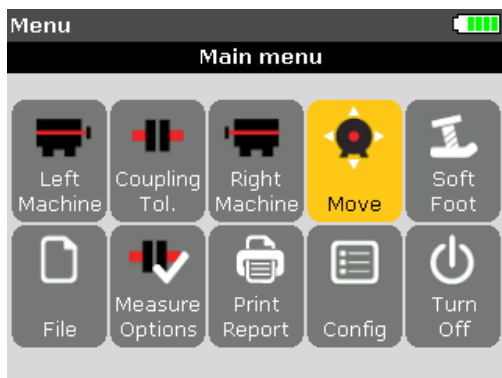 Menu
Main menu
Left
Machine
Coupling
Tol.
Right
Machine
Move
Soft
Foot
File
Measure
Options
Print
Report
Config
Turn
Off